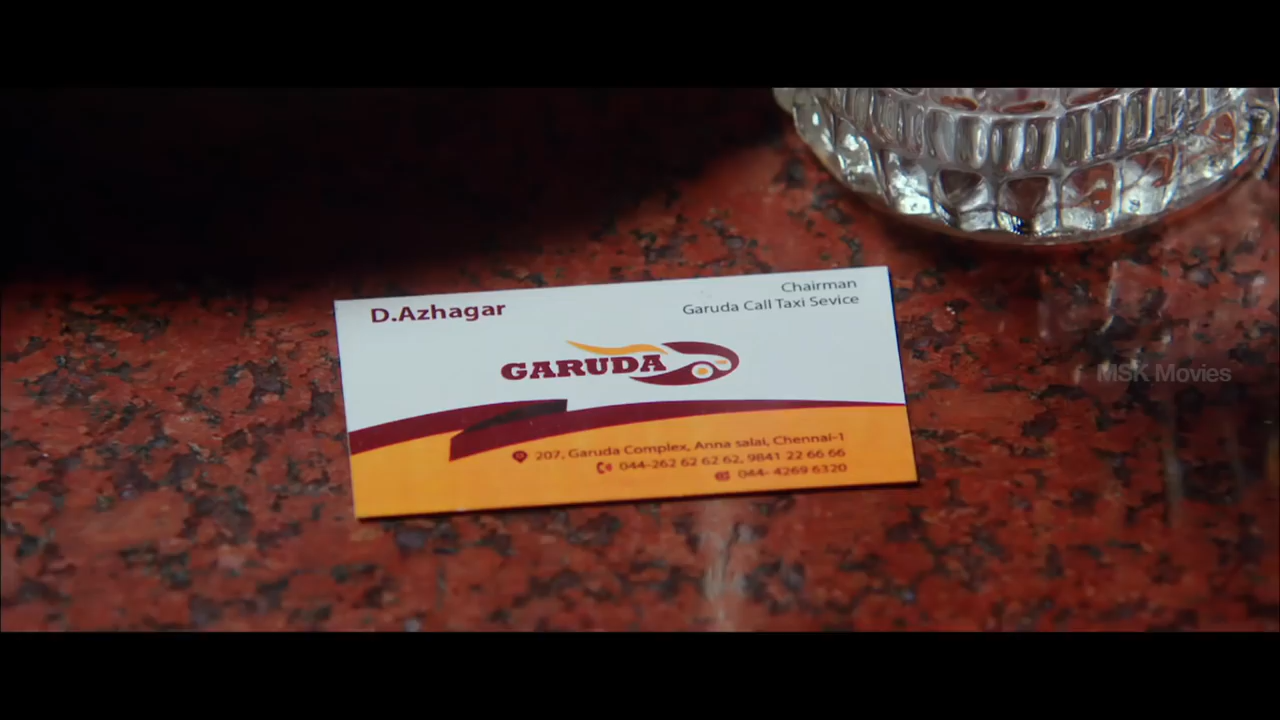 D.Azhagar
Chairman
Garuda Call Taxi Sevice
GARUDA
207, Garuda Complex, Anna salai, Chennai-1
044-262 62 62 62, 9841 22 66 66
044- 4269 6320
MSK Movies